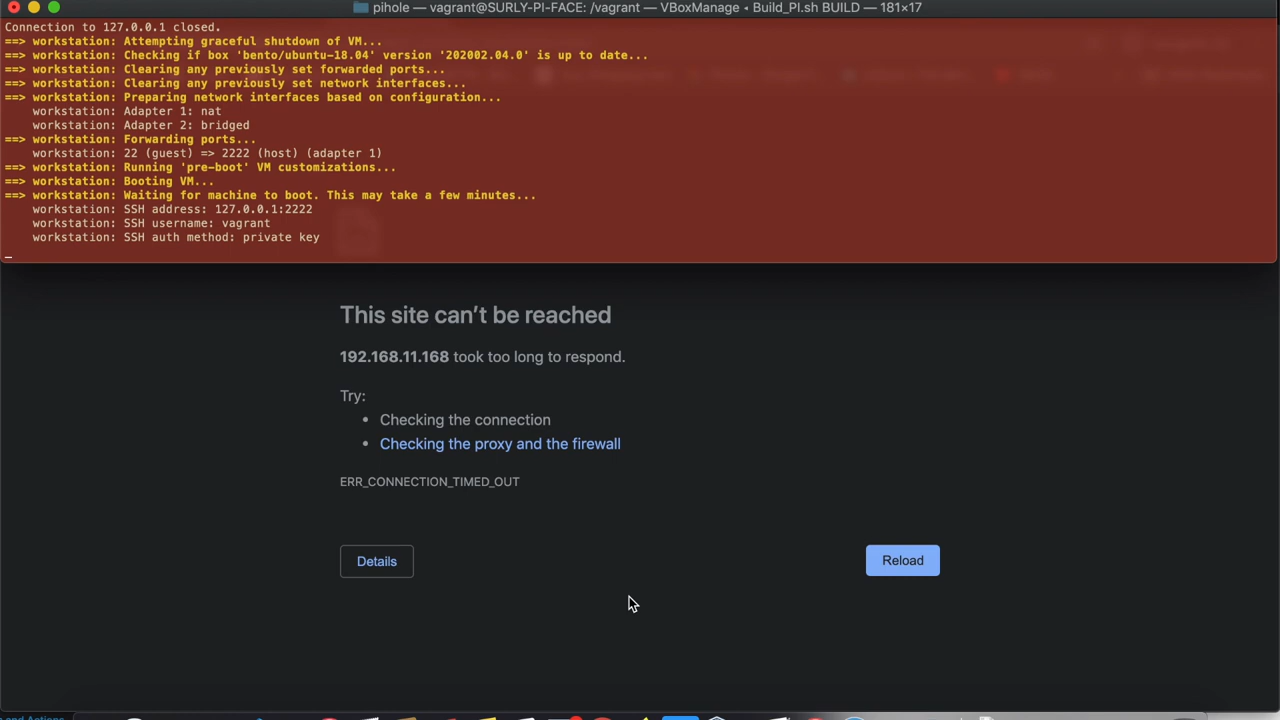 pihole — vagrant@SURLY-PI-FACE: /vagrant — VBoxManage ◂ Build_PI.sh BUILD — 181×17
Connection to 127.0.0.1 closed.
==> workstation: Attempting graceful shutdown of VM...
==> workstation: Checking if box 'bento/ubuntu-18.04' version '202002.04.0' is up to date...
==> workstation: Clearing any previously set forwarded ports...
==> workstation: Clearing any previously set network interfaces...
==> workstation: Preparing network interfaces based on configuration...
    workstation: Adapter 1: nat
    workstation: Adapter 2: bridged
==> workstation: Forwarding ports...
    workstation: 22 (guest) => 2222 (host) (adapter 1)
==> workstation: Running 'pre-boot' VM customizations...
==> workstation: Booting VM...
==> workstation: Waiting for machine to boot. This may take a few minutes...
    workstation: SSH address: 127.0.0.1:2222
    workstation: SSH username: vagrant
    workstation: SSH auth method: private key
This site can’t be reached
192.168.11.168 took too long to respond.
Try:
• Checking the connection
• Checking the proxy and the firewall
ERR_CONNECTION_TIMED_OUT
Details
Reload